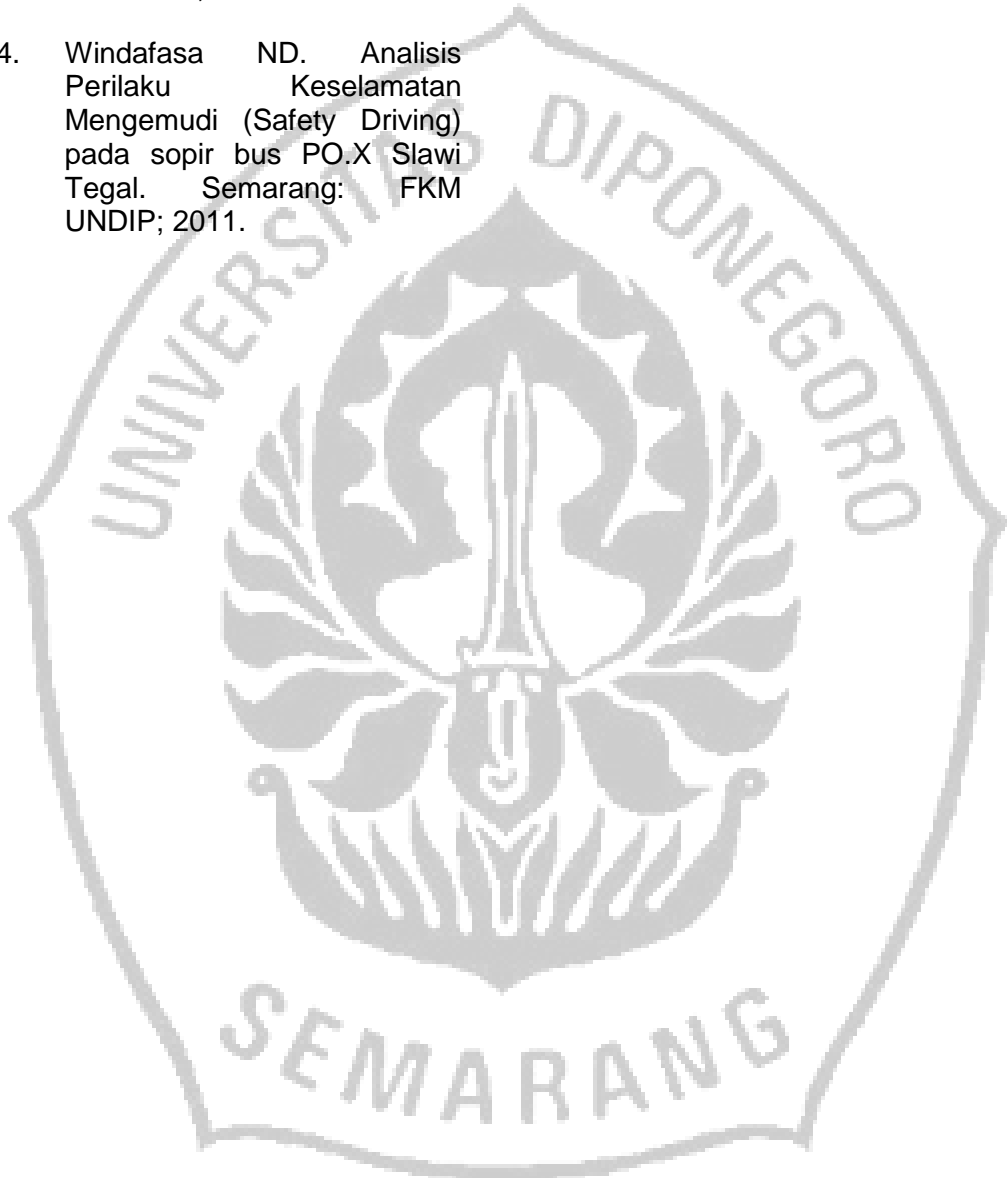 4. Windafasa ND. Analisis
Perilaku Keselamatan
Mengemudi (Safety Driving)
pada sopir bus PO.X Slawi
Tegal. Semarang: FKM
UNDIP; 2011.
UNIVERSITAS DIPONEGORO
SEMARANG